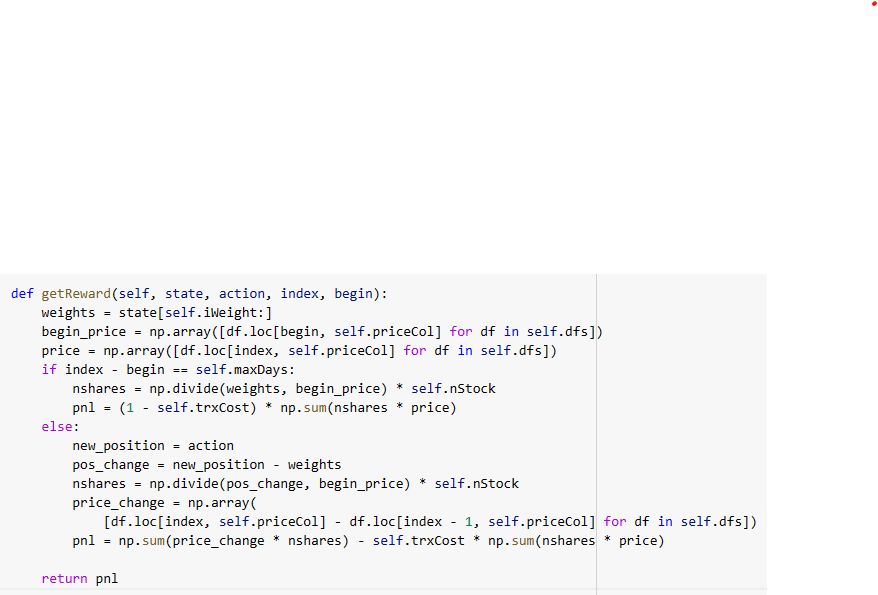 def getReward(self, state, action, index, begin):
    weights = state[self.iWeight:]
    begin_price = np.array([df.loc[begin, self.priceCol] for df in self.dfs])
    price = np.array([df.loc[index, self.priceCol] for df in self.dfs])
    if index - begin == self.maxDays:
        nshares = np.divide(weights, begin_price) * self.nStock
        pnl = (1 - self.trxCost) * np.sum(nshares * price)
    else:
        new_position = action
        pos_change = new_position - weights
        nshares = np.divide(pos_change, begin_price) * self.nStock
        price_change = np.array(
            [df.loc[index, self.priceCol] - df.loc[index - 1, self.priceCol] for df in self.dfs])
        pnl = np.sum(price_change * nshares) - self.trxCost * np.sum(nshares * price)
    return pnl